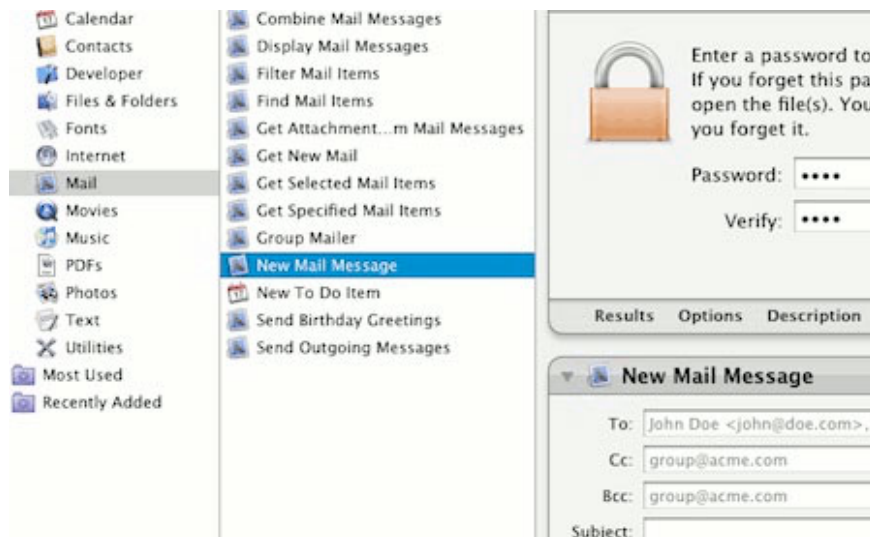 Calendar
Contacts
Developer
Files & Folders
Fonts
Internet
Mail
Movies
Music
PDFs
Photos
Text
Utilities
Most Used
Recently Added
Combine Mail Messages
Display Mail Messages
Filter Mail Items
Find Mail Items
Get Attachment...m Mail Messages
Get New Mail
Get Selected Mail Items
Get Specified Mail Items
Group Mailer
New Mail Message
New To Do Item
Send Birthday Greetings
Send Outgoing Messages
Enter a password to
If you forget this pa
open the file(s). You
you forget it.
Password: ••••
Verify: ••••
Results Options Description
New Mail Message
To: John Doe <john@doe.com>,
Cc: group@acme.com
Bcc: group@acme.com
Subject: